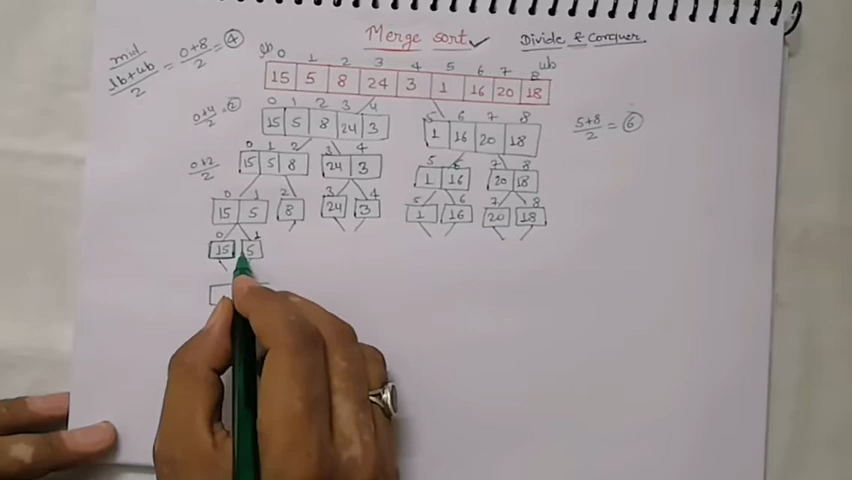 Merge sort ✓ Divide & Conquer.
mid
lb+ub/2 = 0+8/2 = 4
lb ub
0 1 2 3 4 5 6 7 8
15 5 8 24 3 1 16 20 18
0+4/2 = 2
0 1 2 3 4 5 6 7 8
15 5 8 24 3 1 16 20 18
5+8/2 = 6
0+2/2
0 1 2 3 4 5 6 7 8
15 5 8 24 3 1 16 20 18
0 1 2 3 4 5 6 7 8
15 5 8 24 3 1 16 20 18
0 1
15 5